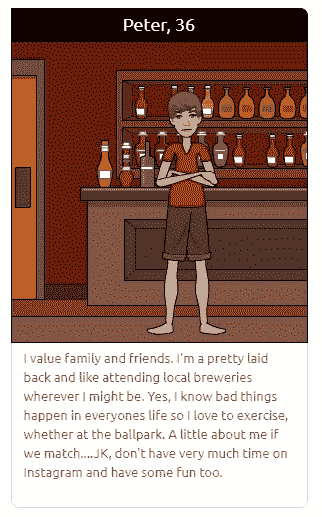 Peter, 36
I value family and friends. I'm a pretty laid
back and like attending local breweries
wherever I might be. Yes, I know bad things
happen in everyones life so I love to exercise,
whether at the ballpark. A little about me if
we match....JK, don't have very much time on
Instagram and have some fun too.